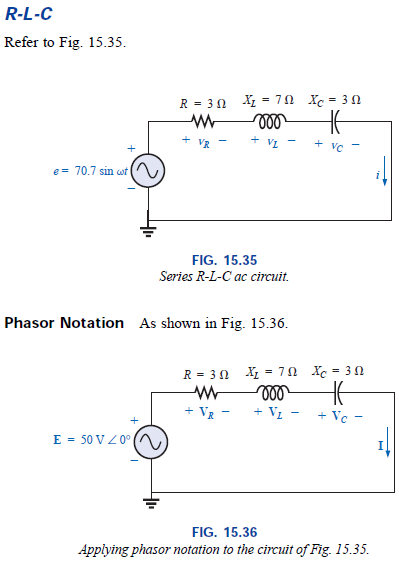 R-L-C
Refer to Fig. 15.35.
R = 3 Ω X_L = 7 Ω X_C = 3 Ω
+ v_R − + v_L − + v_C −
+
e = 70.7 sin ωt
−
i
FIG. 15.35
Series R-L-C ac circuit.
Phasor Notation As shown in Fig. 15.36.
R = 3 Ω X_L = 7 Ω X_C = 3 Ω
+ V_R − + V_L − + V_C −
+
E = 50 V ∠ 0°
−
I
FIG. 15.36
Applying phasor notation to the circuit of Fig. 15.35.